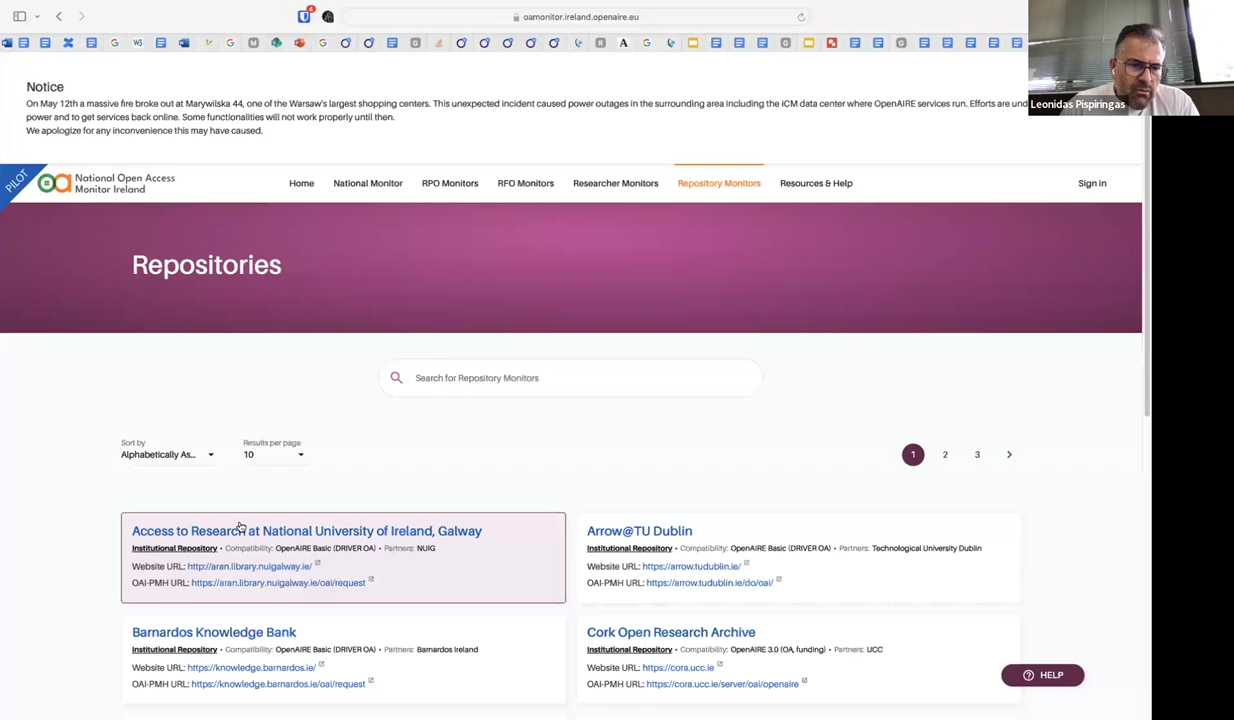 oamonitor.ireland.openaire.eu
Notice
On May 12th a massive fire broke out at Marywilska 44, one of the Warsaw's largest shopping centers. This unexpected incident caused power outages in the surrounding area including the iCM data center where OpenAIRE services run. Efforts are und
power and to get services back online. Some functionalities will not work properly until then.
We apologize for any inconvenience this may have caused.
Leonidas Pispiringas
PILOT
National Open Access
Monitor Ireland
Home
National Monitor
RPO Monitors
RFO Monitors
Researcher Monitors
Repository Monitors
Resources & Help
Sign in
Repositories
Search for Repository Monitors
Sort by
Alphabetically As...
Results per page
10
1 2 3
Access to Research at National University of Ireland, Galway
Institutional Repository • Compatibility: OpenAIRE Basic (DRIVER OA) • Partners: NUIG
Website URL: http://aran.library.nuigalway.ie/
OAI-PMH URL: https://aran.library.nuigalway.ie/oai/request
Arrow@TU Dublin
Institutional Repository • Compatibility: OpenAIRE Basic (DRIVER OA) • Partners: Technological University Dublin
Website URL: https://arrow.tudublin.ie/
OAI-PMH URL: https://arrow.tudublin.ie/do/oai/
Barnardos Knowledge Bank
Institutional Repository • Compatibility: OpenAIRE Basic (DRIVER OA) • Partners: Barnardos Ireland
Website URL: https://knowledge.barnardos.ie/
OAI-PMH URL: https://knowledge.barnardos.ie/oai/request
Cork Open Research Archive
Institutional Repository • Compatibility: OpenAIRE 3.0 (OA, funding) • Partners: UCC
Website URL: https://cora.ucc.ie
OAI-PMH URL: https://cora.ucc.ie/server/oai/openaire
HELP